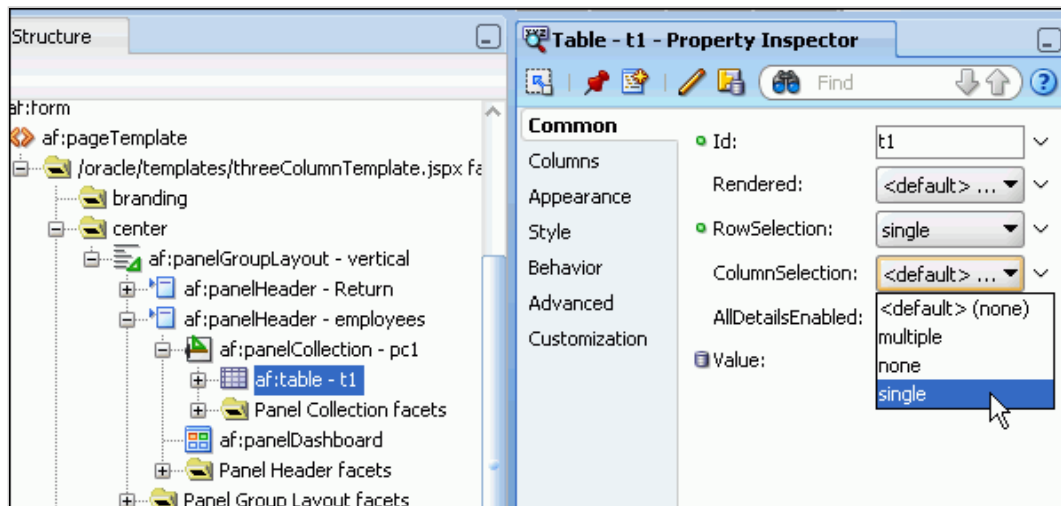 Structure
af:form
af:pageTemplate
/oracle/templates/threeColumnTemplate.jspx fa
branding
center
af:panelGroupLayout - vertical
af:panelHeader - Return
af:panelHeader - employees
af:panelCollection - pc1
af:table - t1
Panel Collection facets
af:panelDashboard
Panel Header facets
Panel Group Layout facets
Table - t1 - Property Inspector
Find
Common
Columns
Appearance
Style
Behavior
Advanced
Customization
Id: t1
Rendered: <default> ...
RowSelection: single
ColumnSelection: <default> ...
<default> (none)
multiple
none
single
AllDetailsEnabled:
Value: